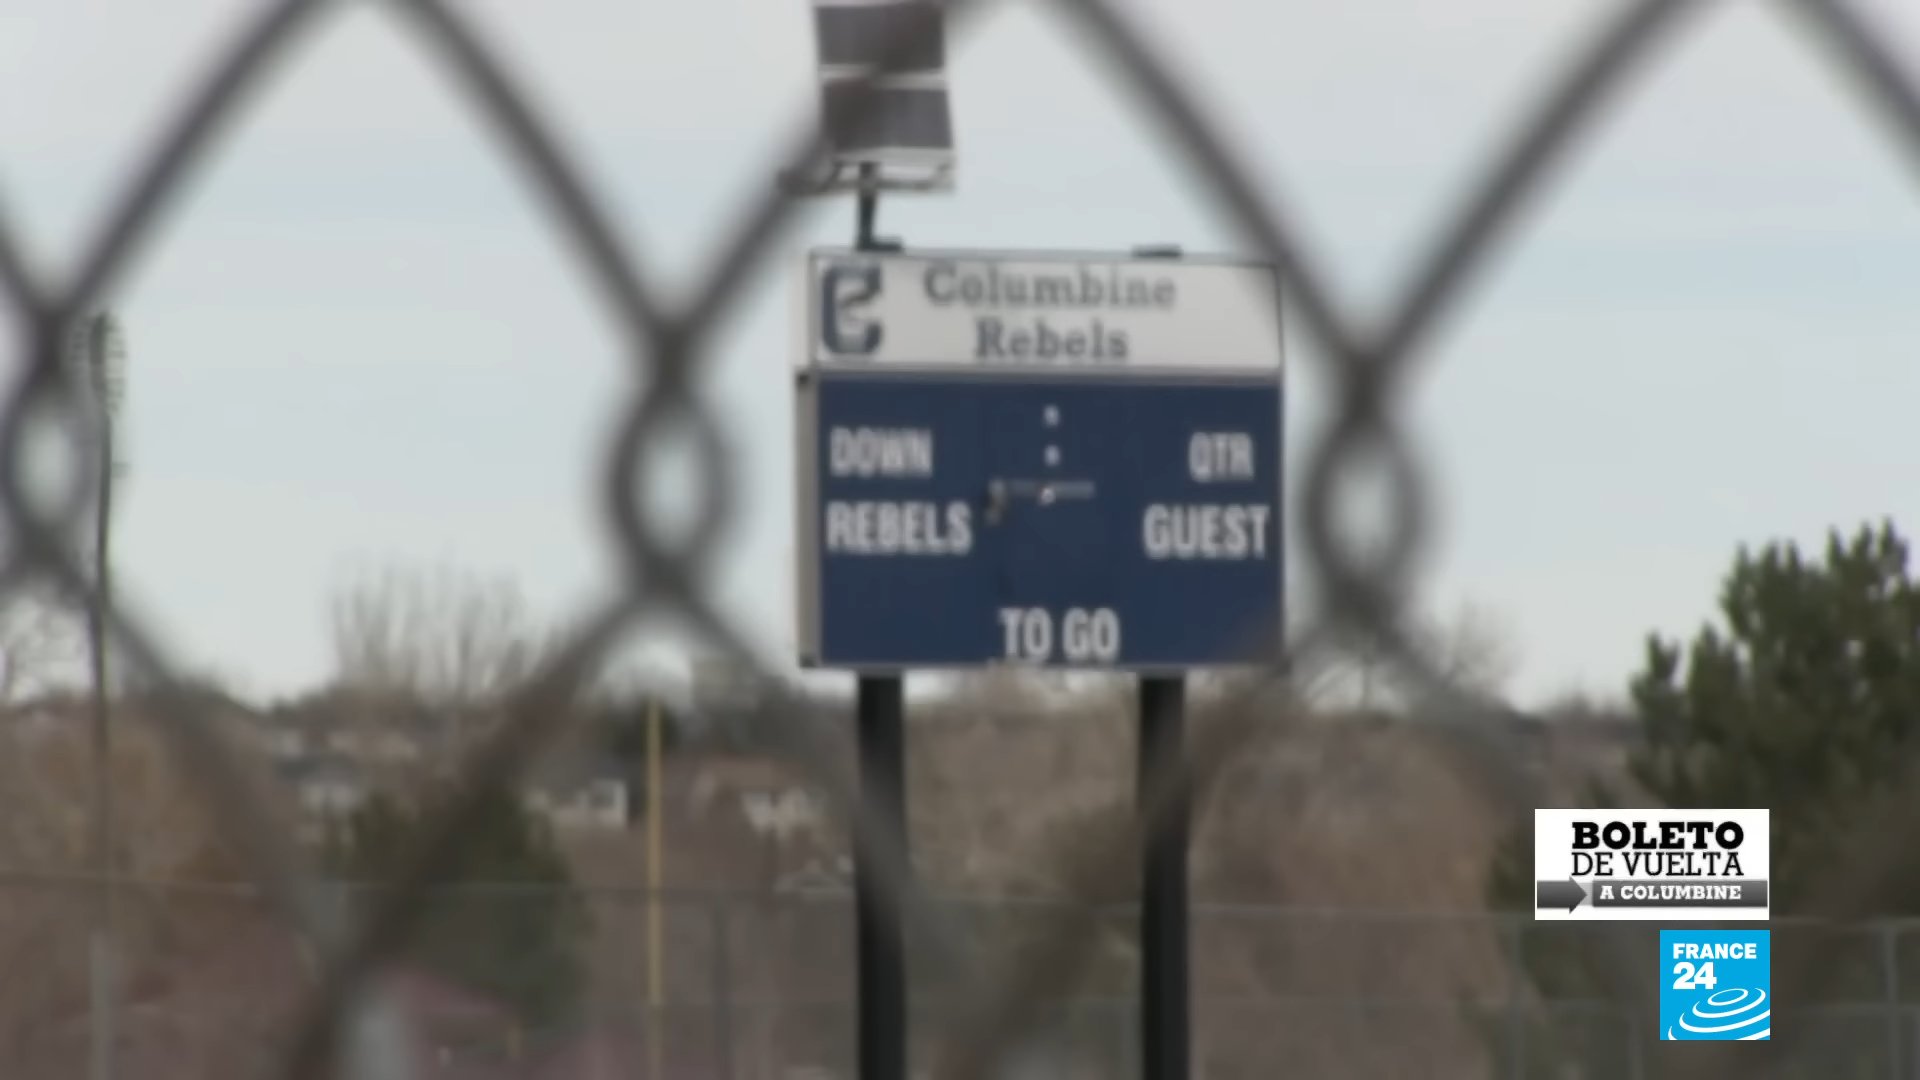 Columbine
Rebels
DOWN
QTR
REBELS
GUEST
TO GO
BOLETO
DE VUELTA
A COLUMBINE
FRANCE
24